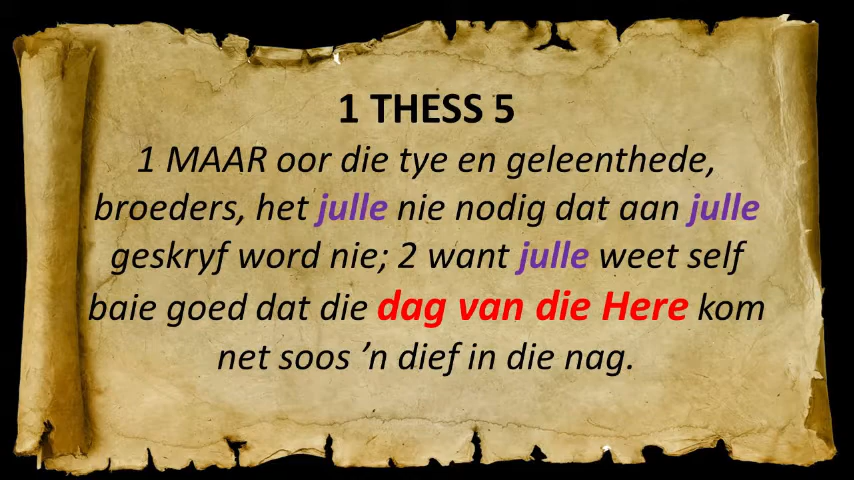 1 THESS 5
1 MAAR oor die tye en geleenthede,
broeders, het julle nie nodig dat aan julle
geskryf word nie; 2 want julle weet self
baie goed dat die dag van die Here kom
net soos ’n dief in die nag.